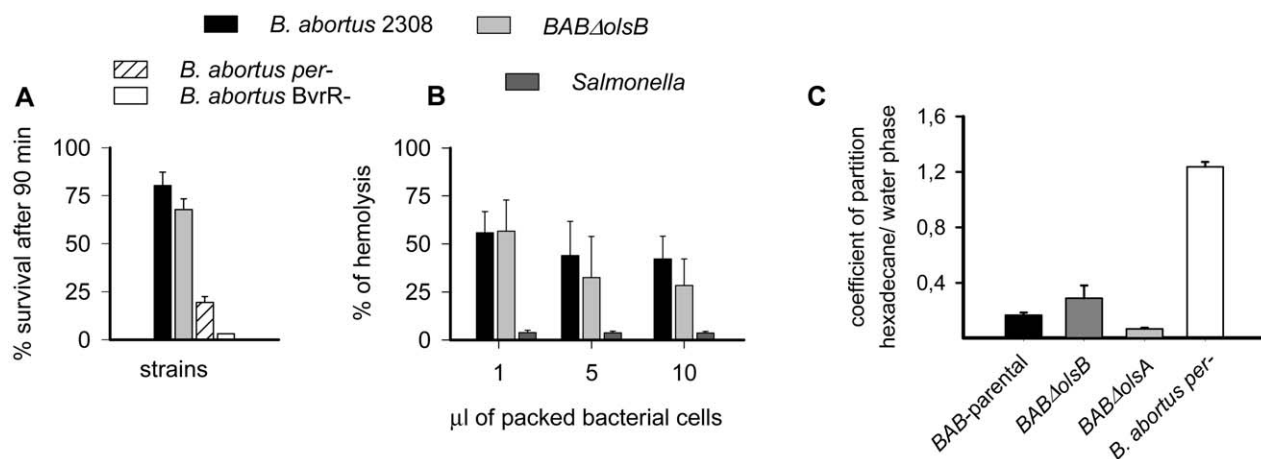 B. abortus 2308
BABΔolsB
B. abortus per-
B. abortus BvrR-
Salmonella
A
% survival after 90 min
100
75
50
25
0
strains
B
% of hemolysis
100
75
50
25
0
1 5 10
µl of packed bacterial cells
C
coefficient of partition
hexadecane/ water phase
1,6
1,2
0,8
0,4
BAB-parental
BABΔolsB
BABΔolsA
B. abortus per-